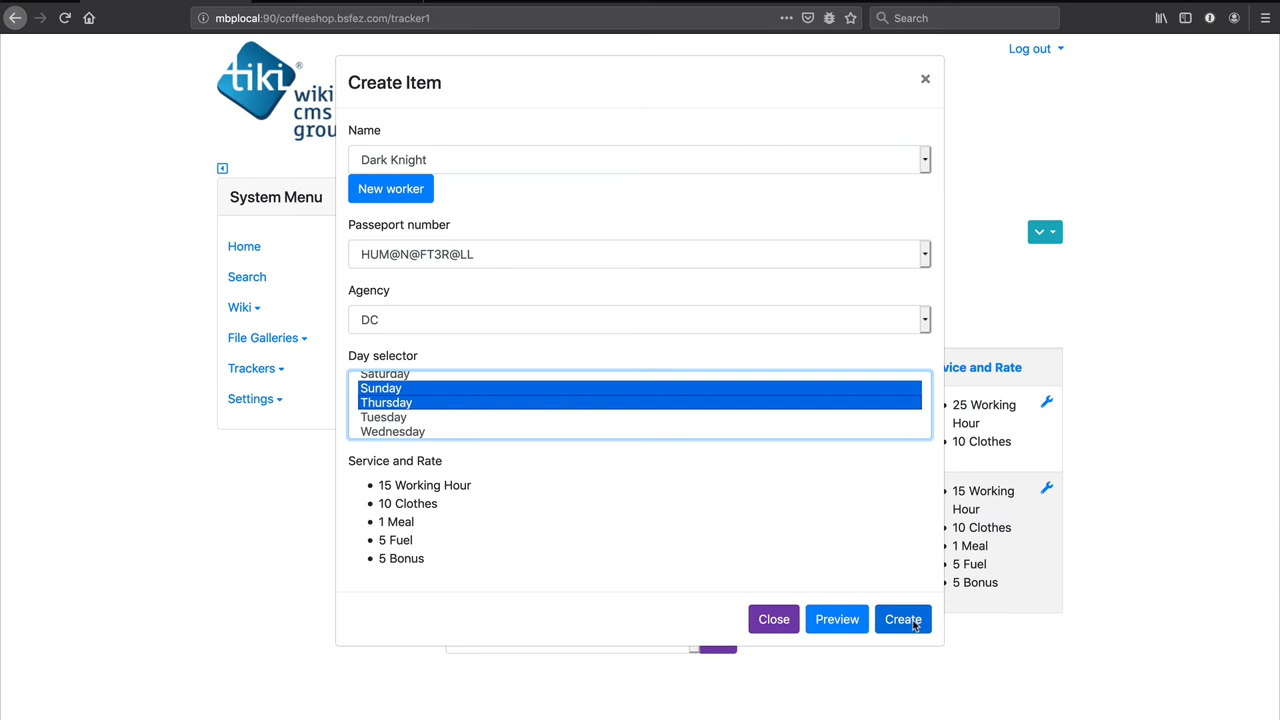 mbplocal:90/coffeeshop.bsfez.com/tracker1
Search
Log out
tiki
wiki
cms
grou
®
System Menu
Home
Search
Wiki
File Galleries
Trackers
Settings
Create Item
×
Name
Dark Knight
New worker
Passeport number
HUM@N@FT3R@LL
Agency
DC
Day selector
Saturday
Sunday
Thursday
Tuesday
Wednesday
Service and Rate
• 15 Working Hour
• 10 Clothes
• 1 Meal
• 5 Fuel
• 5 Bonus
Close
Preview
Create
vice and Rate
• 25 Working
Hour
• 10 Clothes
• 15 Working
Hour
• 10 Clothes
• 1 Meal
• 5 Fuel
• 5 Bonus